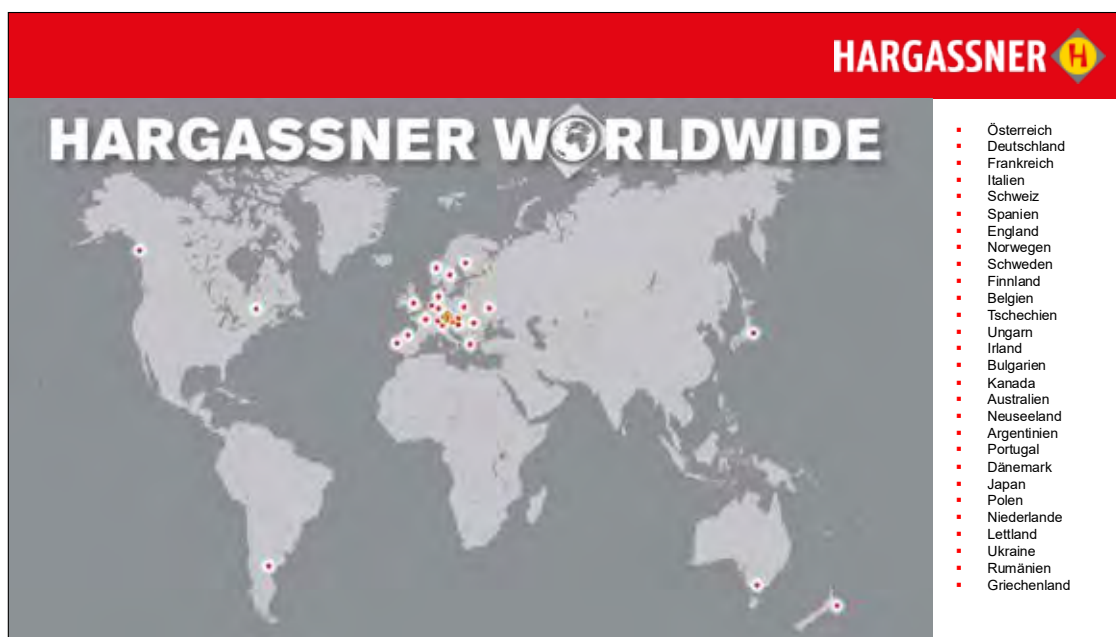 HARGASSNER H
HARGASSNER WORLDWIDE
Österreich
Deutschland
Frankreich
Italien
Schweiz
Spanien
England
Norwegen
Schweden
Finnland
Belgien
Tschechien
Ungarn
Irland
Bulgarien
Kanada
Australien
Neuseeland
Argentinien
Portugal
Dänemark
Japan
Polen
Niederlande
Lettland
Ukraine
Rumänien
Griechenland